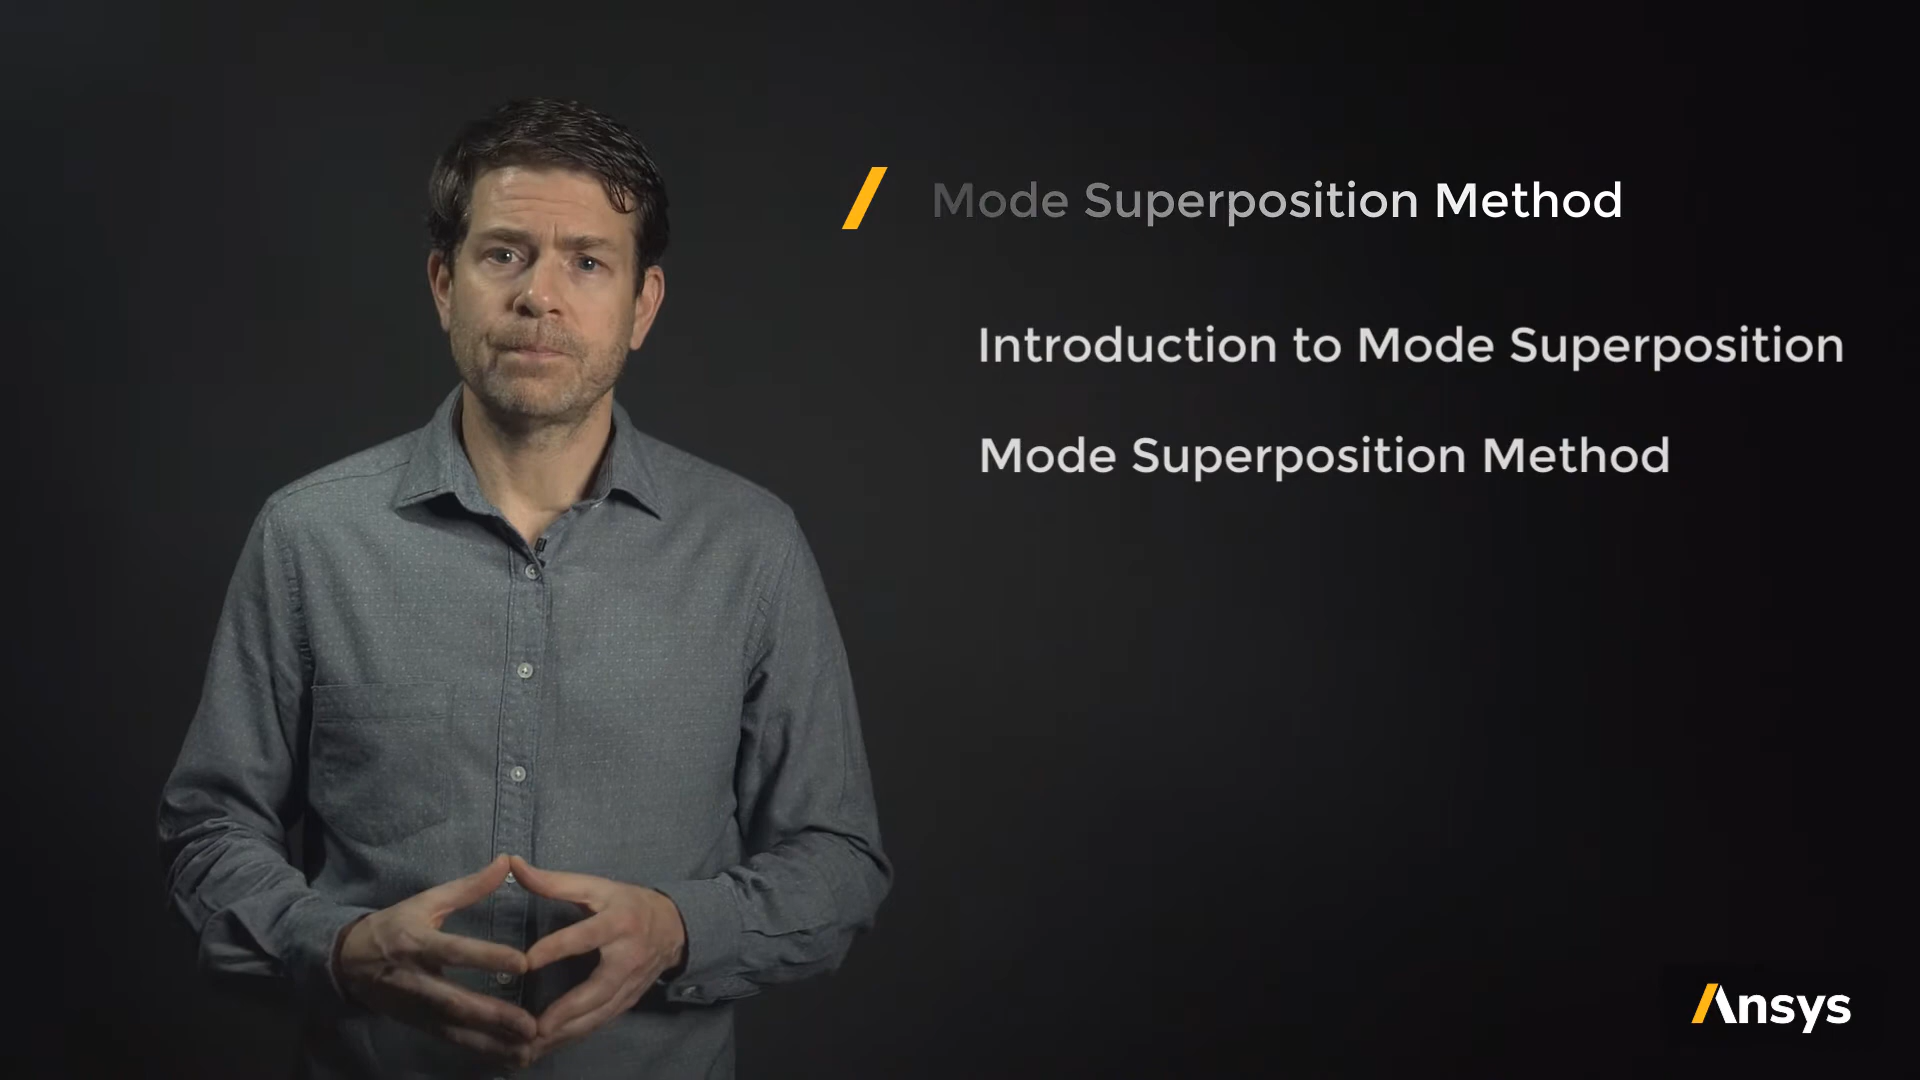 Mode Superposition Method
Introduction to Mode Superposition
Mode Superposition Method
Ansys